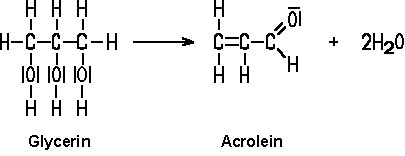 H H H H
O|
H-C-C-C-H C=C-C + 2H2O
|O| |O| |O| H H H
H H H
Glycerin Acrolein